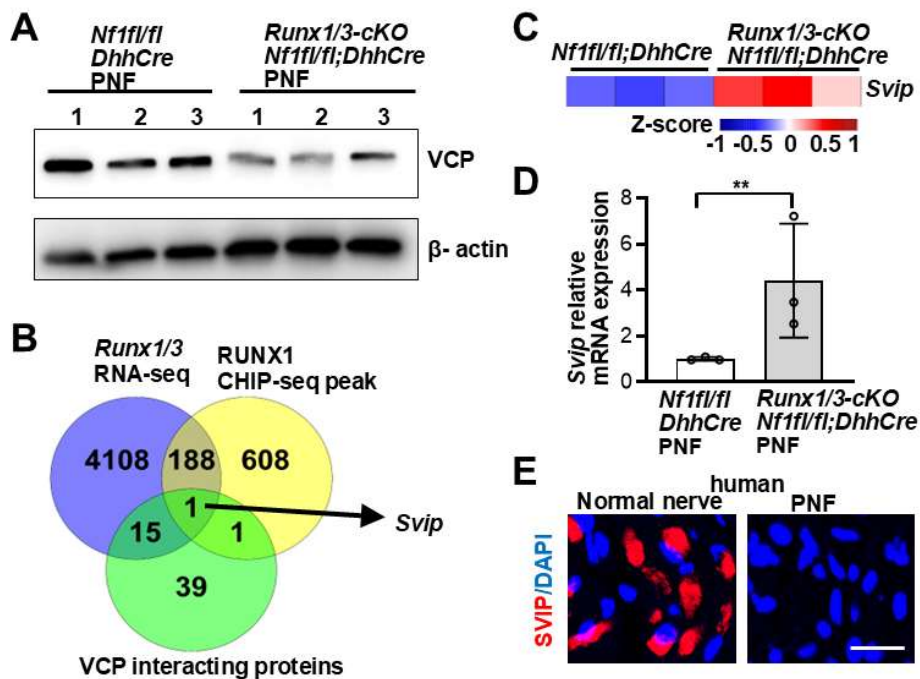 A
Nf1fl/fl
DhhCre
PNF
Runx1/3-cKO
Nf1fl/fl;DhhCre
PNF
1 2 3 1 2 3
VCP
β- actin
B
Runx1/3
RNA-seq
RUNX1
CHIP-seq peak
4108 188 608
1
15 1
39
Svip
VCP interacting proteins
C
Nf1fl/fl;DhhCre
Runx1/3-cKO
Nf1fl/fl;DhhCre
Svip
Z-score
-1 -0.5 0 0.5 1
D
**
Svip relative
mRNA expression
8
6
4
2
0
Nf1fl/fl
DhhCre
PNF
Runx1/3-cKO
Nf1fl/fl;DhhCre
PNF
E
human
Normal nerve PNF
SVIP/DAPI